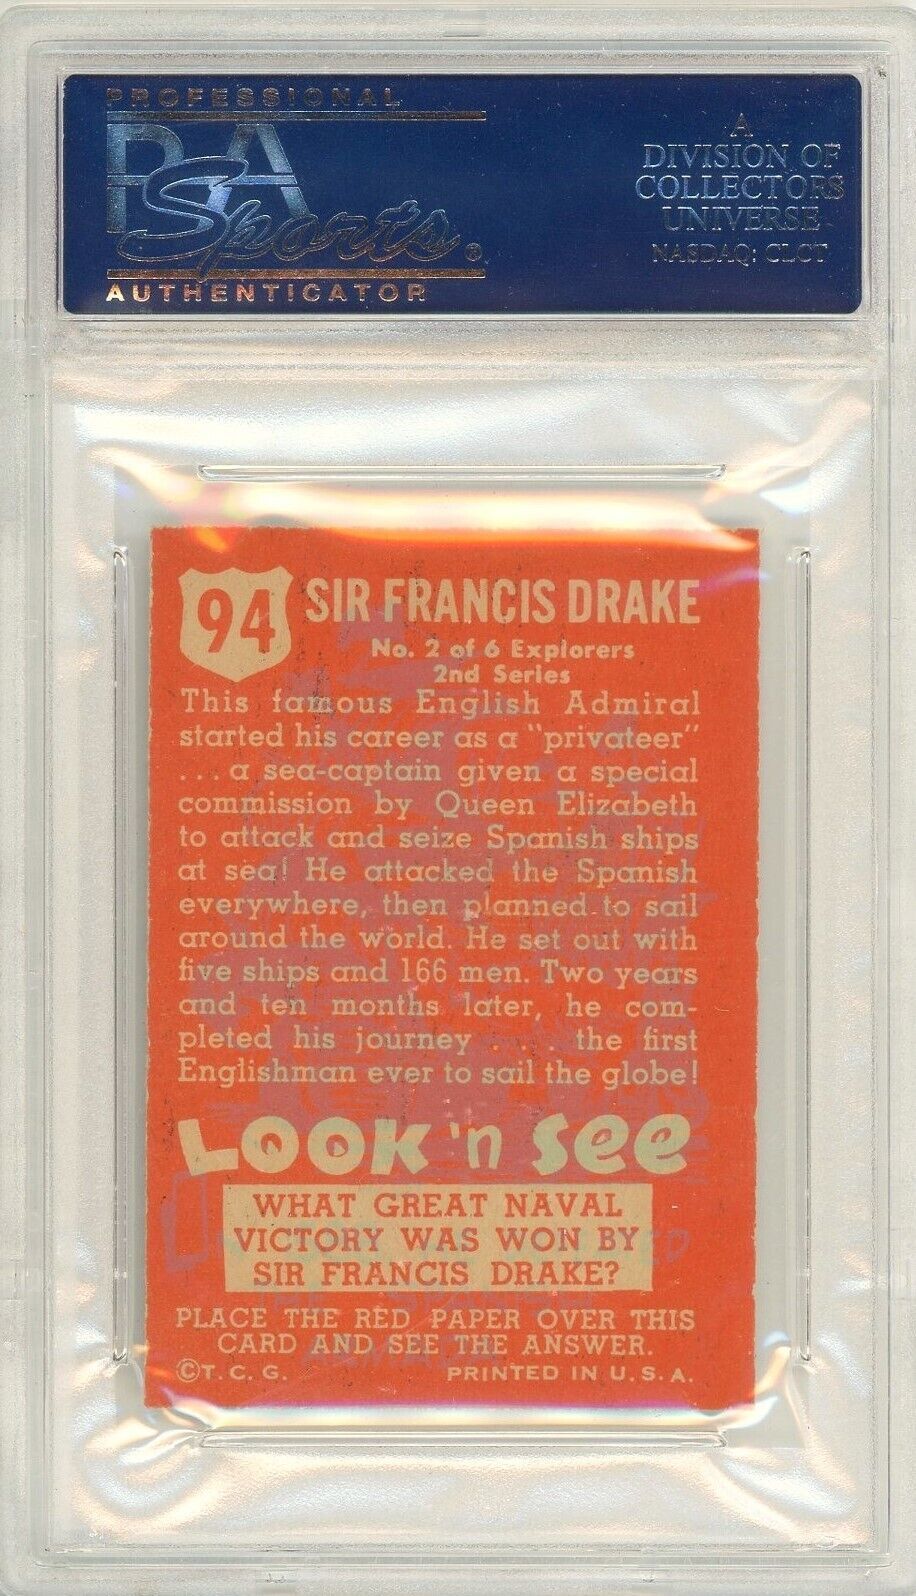 PROFESSIONAL
PSA
Sports®
AUTHENTICATOR
A
DIVISION OF
COLLECTORS
UNIVERSE
NASDAQ: CLCT
94
SIR FRANCIS DRAKE
No. 2 of 6 Explorers
2nd Series
This famous English Admiral
started his career as a "privateer"
... a sea-captain given a special
commission by Queen Elizabeth
to attack and seize Spanish ships
at sea! He attacked the Spanish
everywhere, then planned to sail
around the world. He set out with
five ships and 166 men. Two years
and ten months later, he com-
pleted his journey .... the first
Englishman ever to sail the globe!
LOOK 'n SEE
WHAT GREAT NAVAL
VICTORY WAS WON BY
SIR FRANCIS DRAKE?
PLACE THE RED PAPER OVER THIS
CARD AND SEE THE ANSWER.
©T. C. G.
PRINTED IN U. S. A.